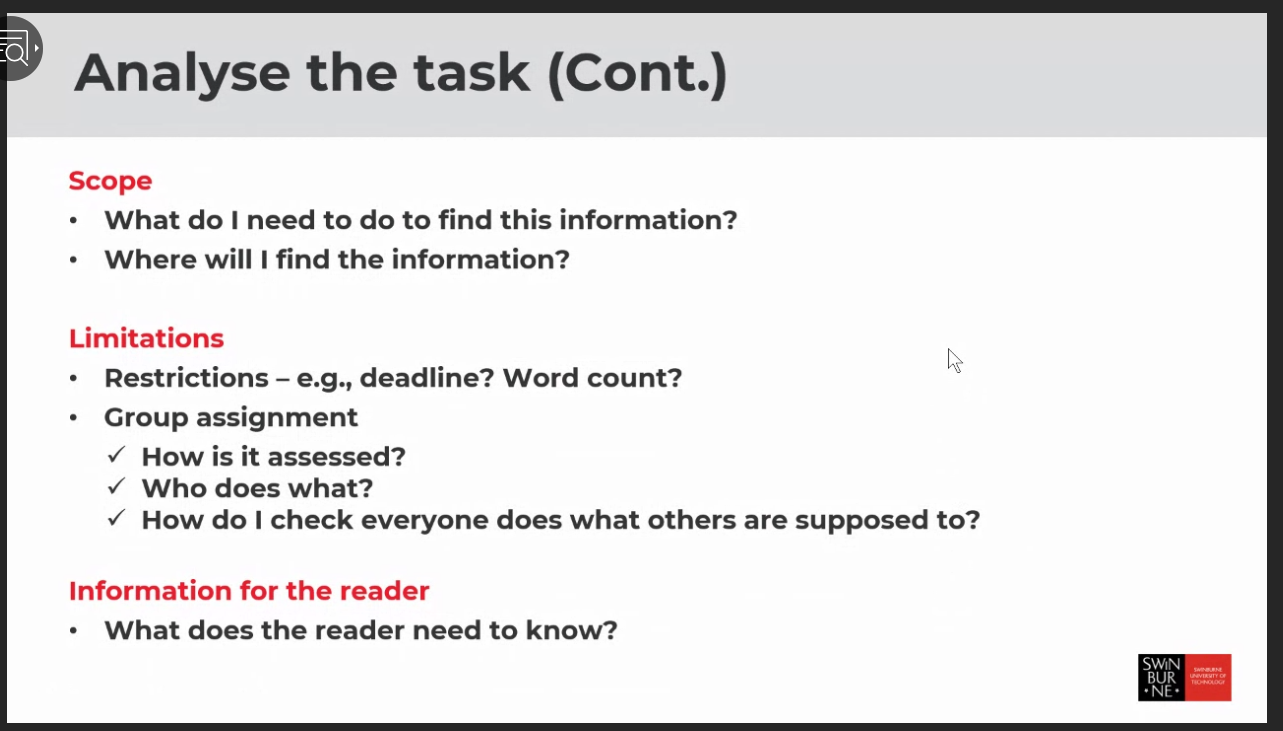 Analyse the task (Cont.)
Scope
• What do I need to do to find this information?
• Where will I find the information?
Limitations
• Restrictions – e.g., deadline? Word count?
• Group assignment
✓ How is it assessed?
✓ Who does what?
✓ How do I check everyone does what others are supposed to?
Information for the reader
• What does the reader need to know?
SWiN
BUR
• NE •
SWINBURNE
UNIVERSITY OF
TECHNOLOGY